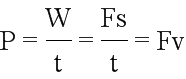 P = W/t = Fs/t = Fv